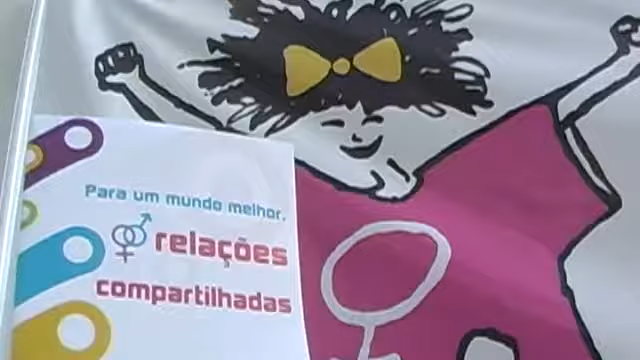 Para um mundo melhor,
relações
compartilhadas